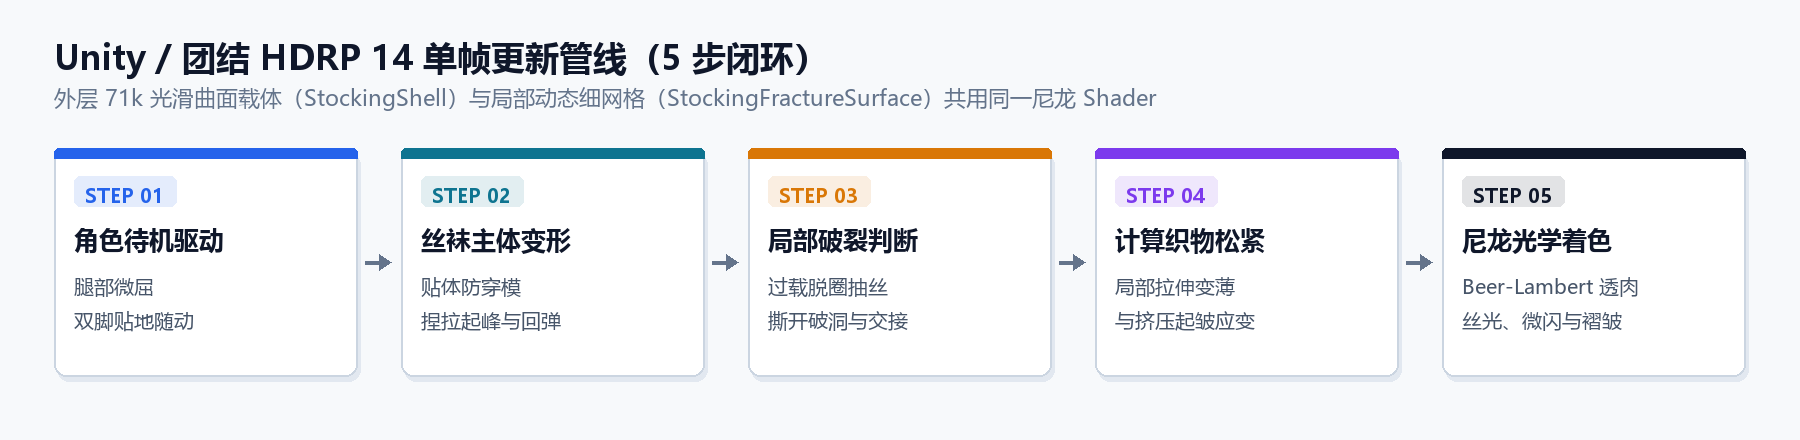 Unity / 团结 HDRP 14 单帧更新管线（5 步闭环）
外层 71k 光滑曲面载体（StockingShell）与局部动态细网格（StockingFractureSurface）共用同一尼龙 Shader
STEP 01
角色待机驱动
腿部微屈
双脚贴地随动
STEP 02
丝袜主体变形
贴体防穿模
捏拉起峰与回弹
STEP 03
局部破裂判断
过载脱圈抽丝
撕开破洞与交接
STEP 04
计算织物松紧
局部拉伸变薄
与挤压起皱应变
STEP 05
尼龙光学着色
Beer-Lambert 透肉
丝光、微闪与褶皱